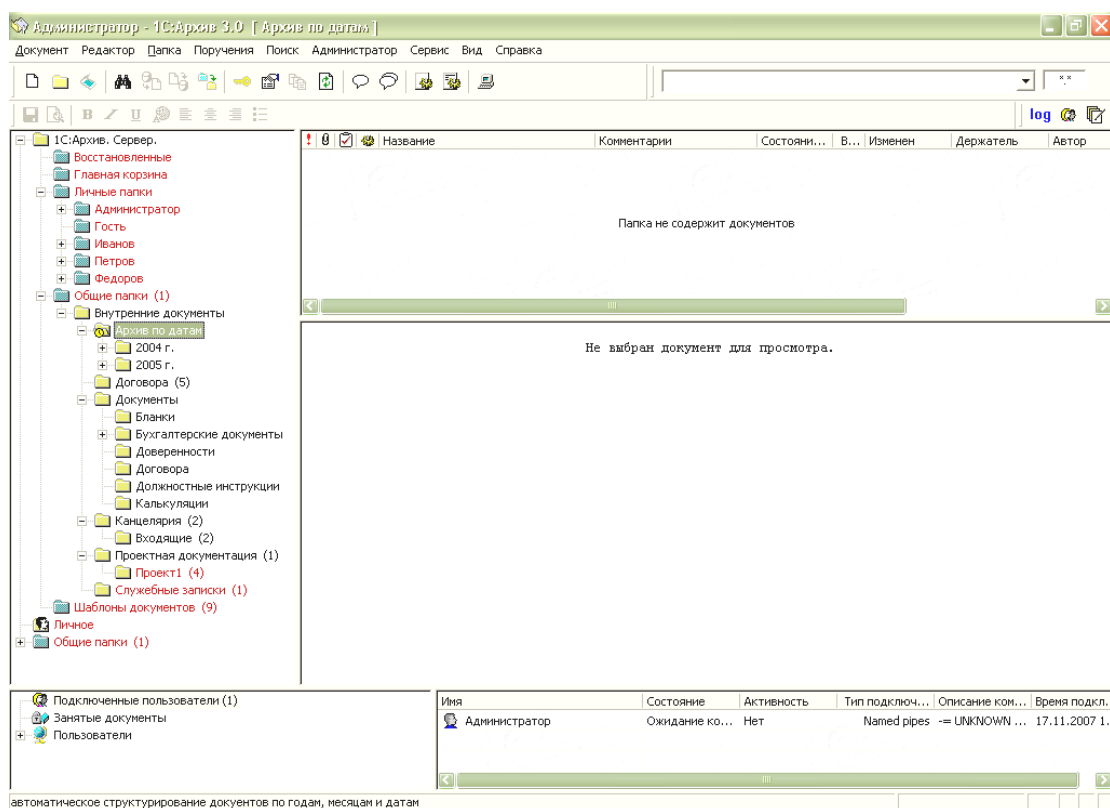 Администратор - 1С:Архив 3.0 [ Архив по датам ]
Документ Редактор Папка Поручения Поиск Администратор Сервис Вид Справка
*.*
B I U
log
1С:Архив. Сервер.
Восстановленные
Главная корзина
Личные папки
Администратор
Гость
Иванов
Петров
Федоров
Общие папки (1)
Внутренние документы
Архив по датам
2004 г.
2005 г.
Договора (5)
Документы
Бланки
Бухгалтерские документы
Доверенности
Договора
Должностные инструкции
Калькуляции
Канцелярия (2)
Входящие (2)
Проектная документация (1)
Проект1 (4)
Служебные записки (1)
Шаблоны документов (9)
Личное
Общие папки (1)
Название Комментарии Состояни... В... Изменен Держатель Автор
Папка не содержит документов
Не выбран документ для просмотра.
Подключенные пользователи (1)
Занятые документы
Пользователи
Имя Состояние Активность Тип подключ... Описание ком... Время подкл.
Администратор Ожидание ко... Нет Named pipes -= UNKNOWN ... 17.11.2007 1.
автоматическое структурирование докуентов по годам, месяцам и датам